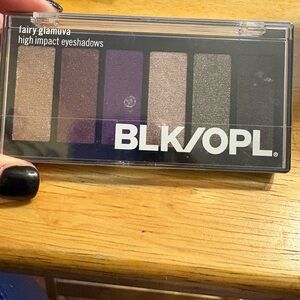 fairy glamuva
high impact eyeshadows
BLK/OPL®